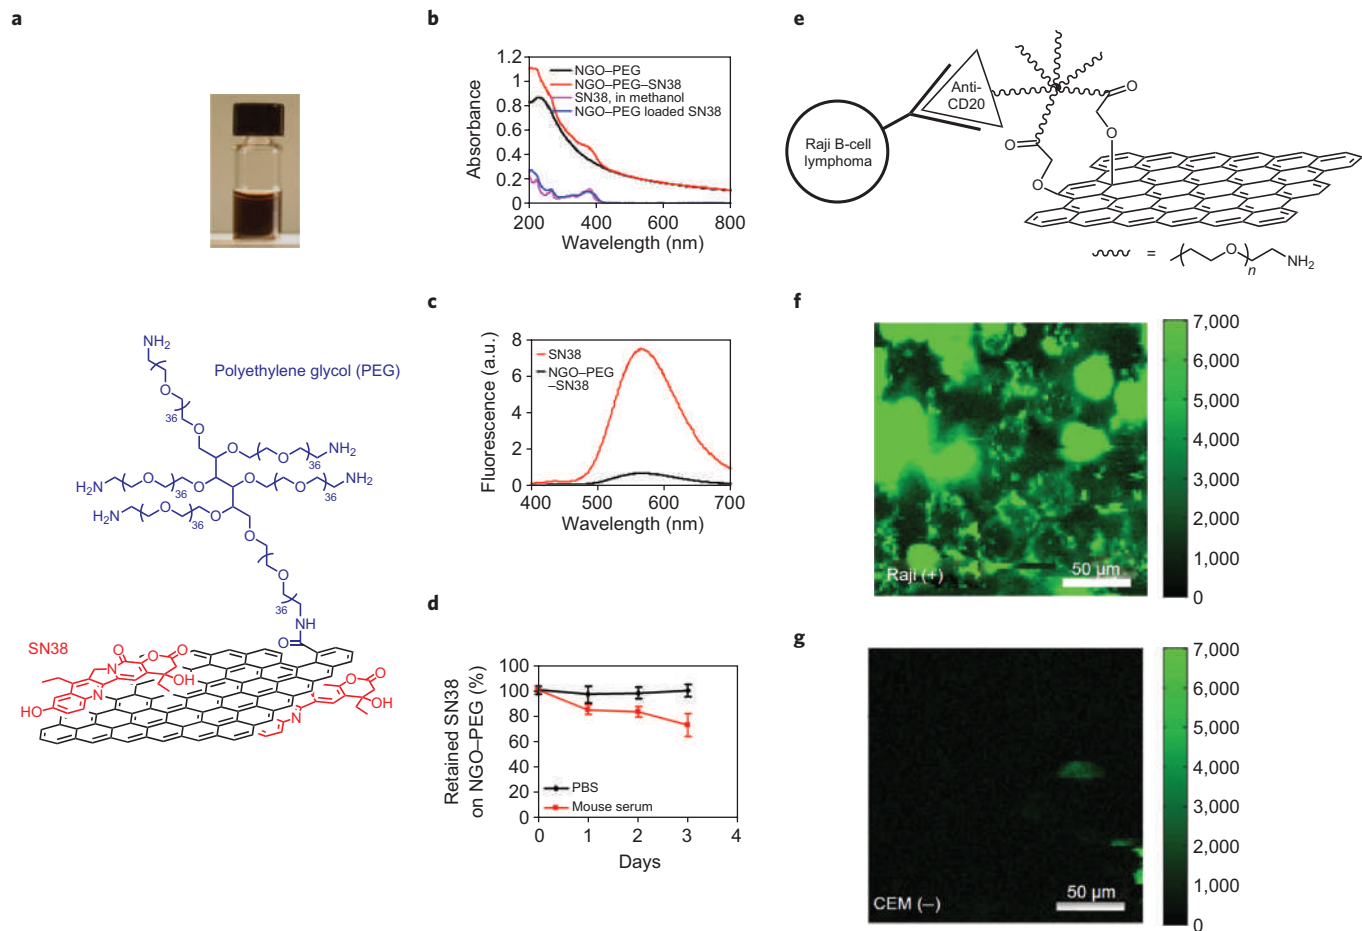 a
NH2
Polyethylene glycol (PEG)
O
36
O
O
O
O
36
NH2
H2N
O
36
O
O
O
36
NH2
H2N
O
36
O
O
O
36
NH
O
SN38
O
O
O
N
OH
N
HO
O
O
OH
N
b
1.2
1
0.8
0.6
0.4
0.2
0
Absorbance
NGO–PEG
NGO–PEG–SN38
SN38, in methanol
NGO–PEG loaded SN38
200 400 600 800
Wavelength (nm)
c
8
6
4
2
0
Fluorescence (a.u.)
SN38
NGO–PEG
–SN38
400 500 600 700
Wavelength (nm)
d
100
100
80
60
40
20
0
Retained SN38
on NGO–PEG (%)
PBS
Mouse serum
0 1 2 3 4
Days
e
Raji B-cell
lymphoma
Anti-
CD20
O
O
O
O
=
O
n
NH2
f
Raji (+)
50 μm
7,000
6,000
5,000
4,000
3,000
2,000
1,000
0
g
CEM (–)
50 μm
7,000
6,000
5,000
4,000
3,000
2,000
1,000
0